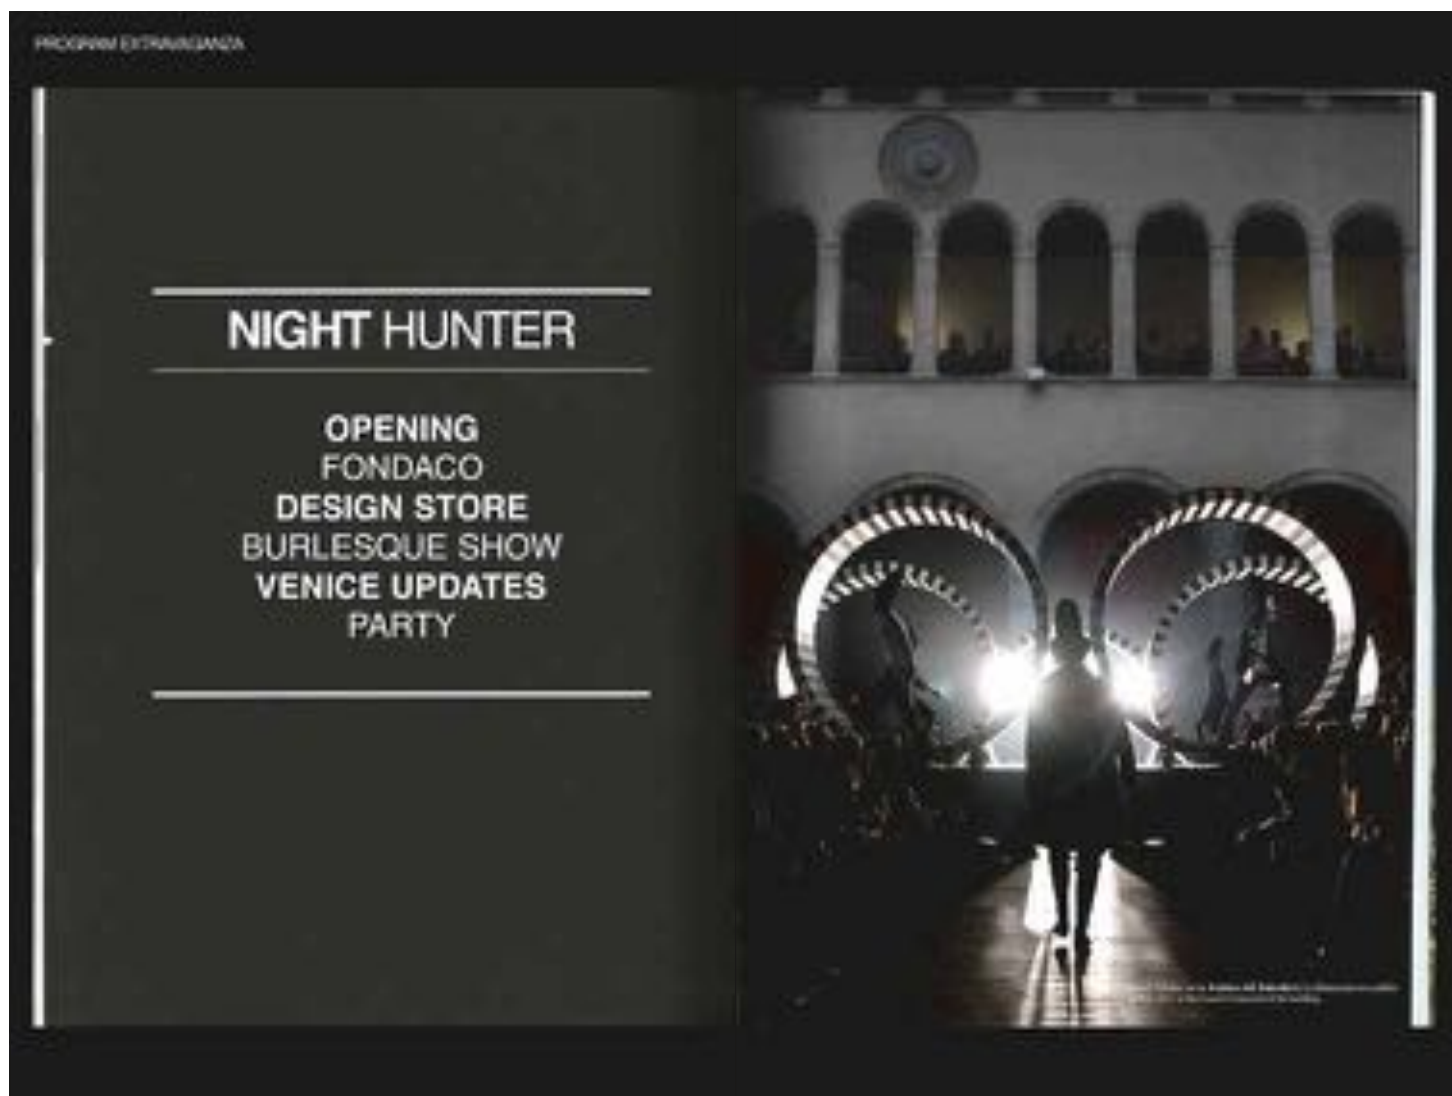 PROGRAM EXTRAVAGANZA
NIGHT HUNTER
OPENING
FONDACO
DESIGN STORE
BURLESQUE SHOW
VENICE UPDATES
PARTY